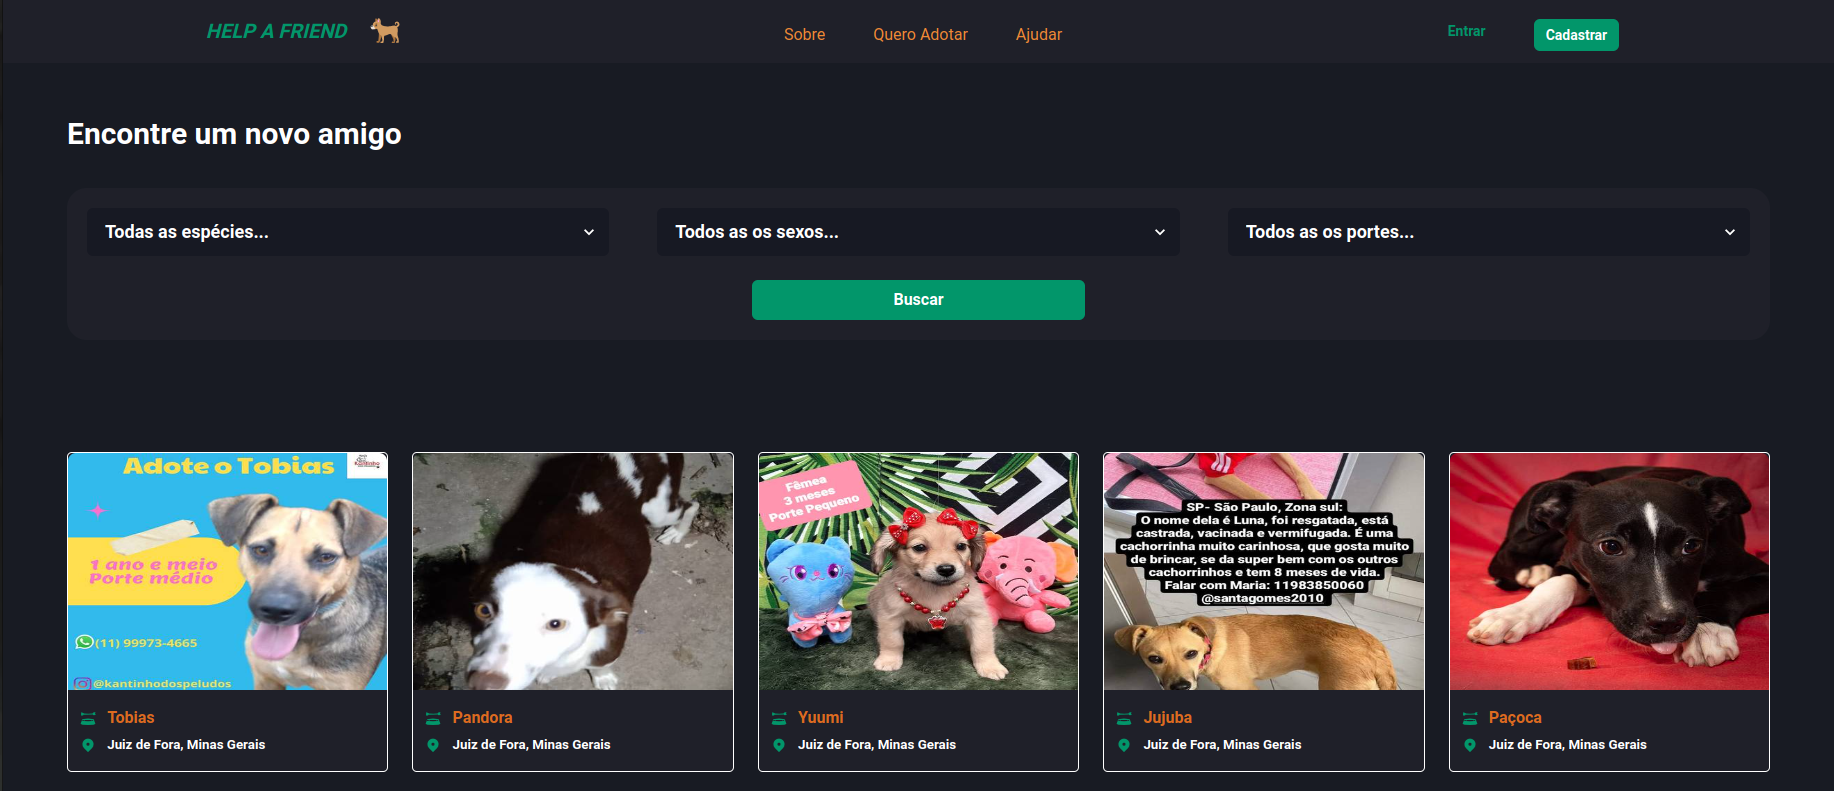 HELP A FRIEND
Sobre
Quero Adotar
Ajudar
Entrar
Cadastrar
Encontre um novo amigo
Todas as espécies...
Todos as os sexos...
Todos as os portes...
Buscar
Adote o Tobias
1 ano e meio
Porte médio
(11) 99973-4665
@kantinhodospeludos
Tobias
Juiz de Fora, Minas Gerais
Pandora
Juiz de Fora, Minas Gerais
Fêmea
3 meses
Porte Pequeno
Yuumi
Juiz de Fora, Minas Gerais
SP- São Paulo, Zona sul:
O nome dela é Luna, foi resgatada, está
castrada, vacinada e vermifugada. É uma
cachorrinha muito carinhosa, que gosta muito
de brincar, se da super bem com os outros
cachorrinhos e tem 8 meses de vida.
Falar com Maria: 11983850060
@santagomes2010
Jujuba
Juiz de Fora, Minas Gerais
Paçoca
Juiz de Fora, Minas Gerais